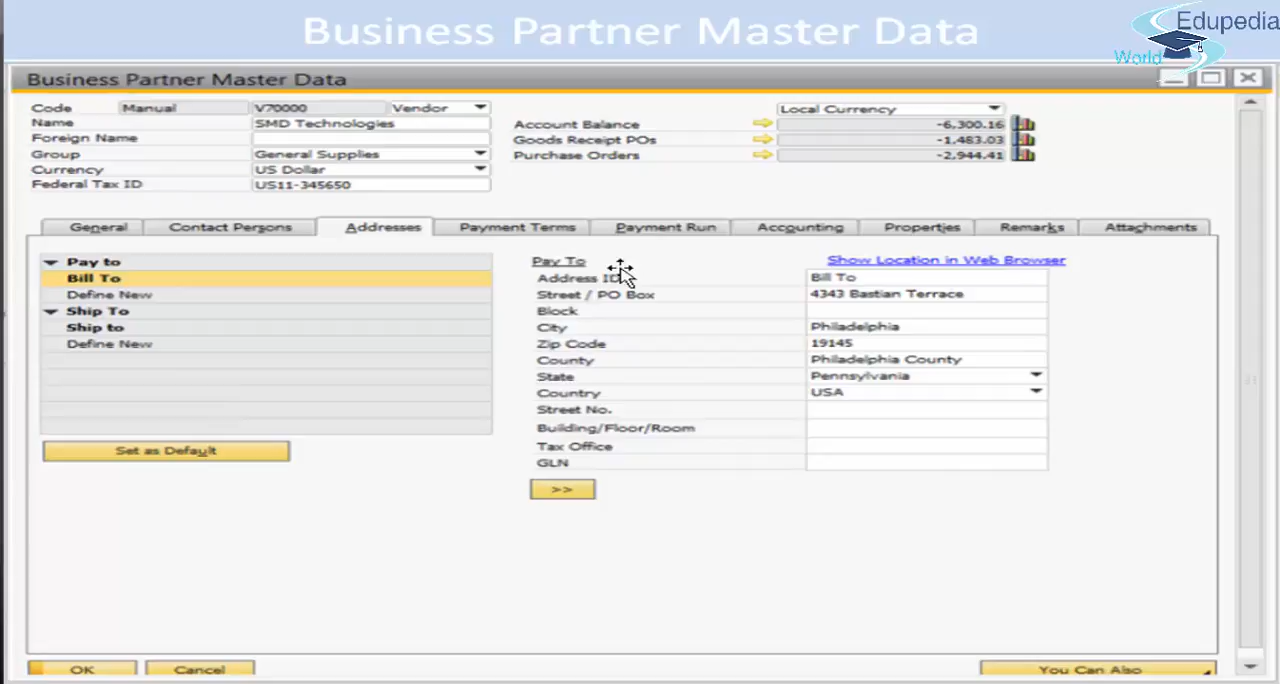 Business Partner Master Data
Edupedia
World
Business Partner Master Data
Code Manual V70000 Vendor
Name SMD Technologies
Foreign Name
Group General Supplies
Currency US Dollar
Federal Tax ID US11-345650
Local Currency
Account Balance -6,300.16
Goods Receipt POs -1,483.03
Purchase Orders -2,944.41
General Contact Persons Addresses Payment Terms Payment Run Accounting Properties Remarks Attachments
Pay to
Bill To
Define New
Ship To
Ship to
Define New
Set as Default
Pay To Show Location in Web Browser
Address ID Bill To
Street / PO Box 4343 Bastian Terrace
Block
City Philadelphia
Zip Code 19145
County Philadelphia County
State Pennsylvania
Country USA
Street No.
Building/Floor/Room
Tax Office
GLN
>>
OK Cancel You Can Also